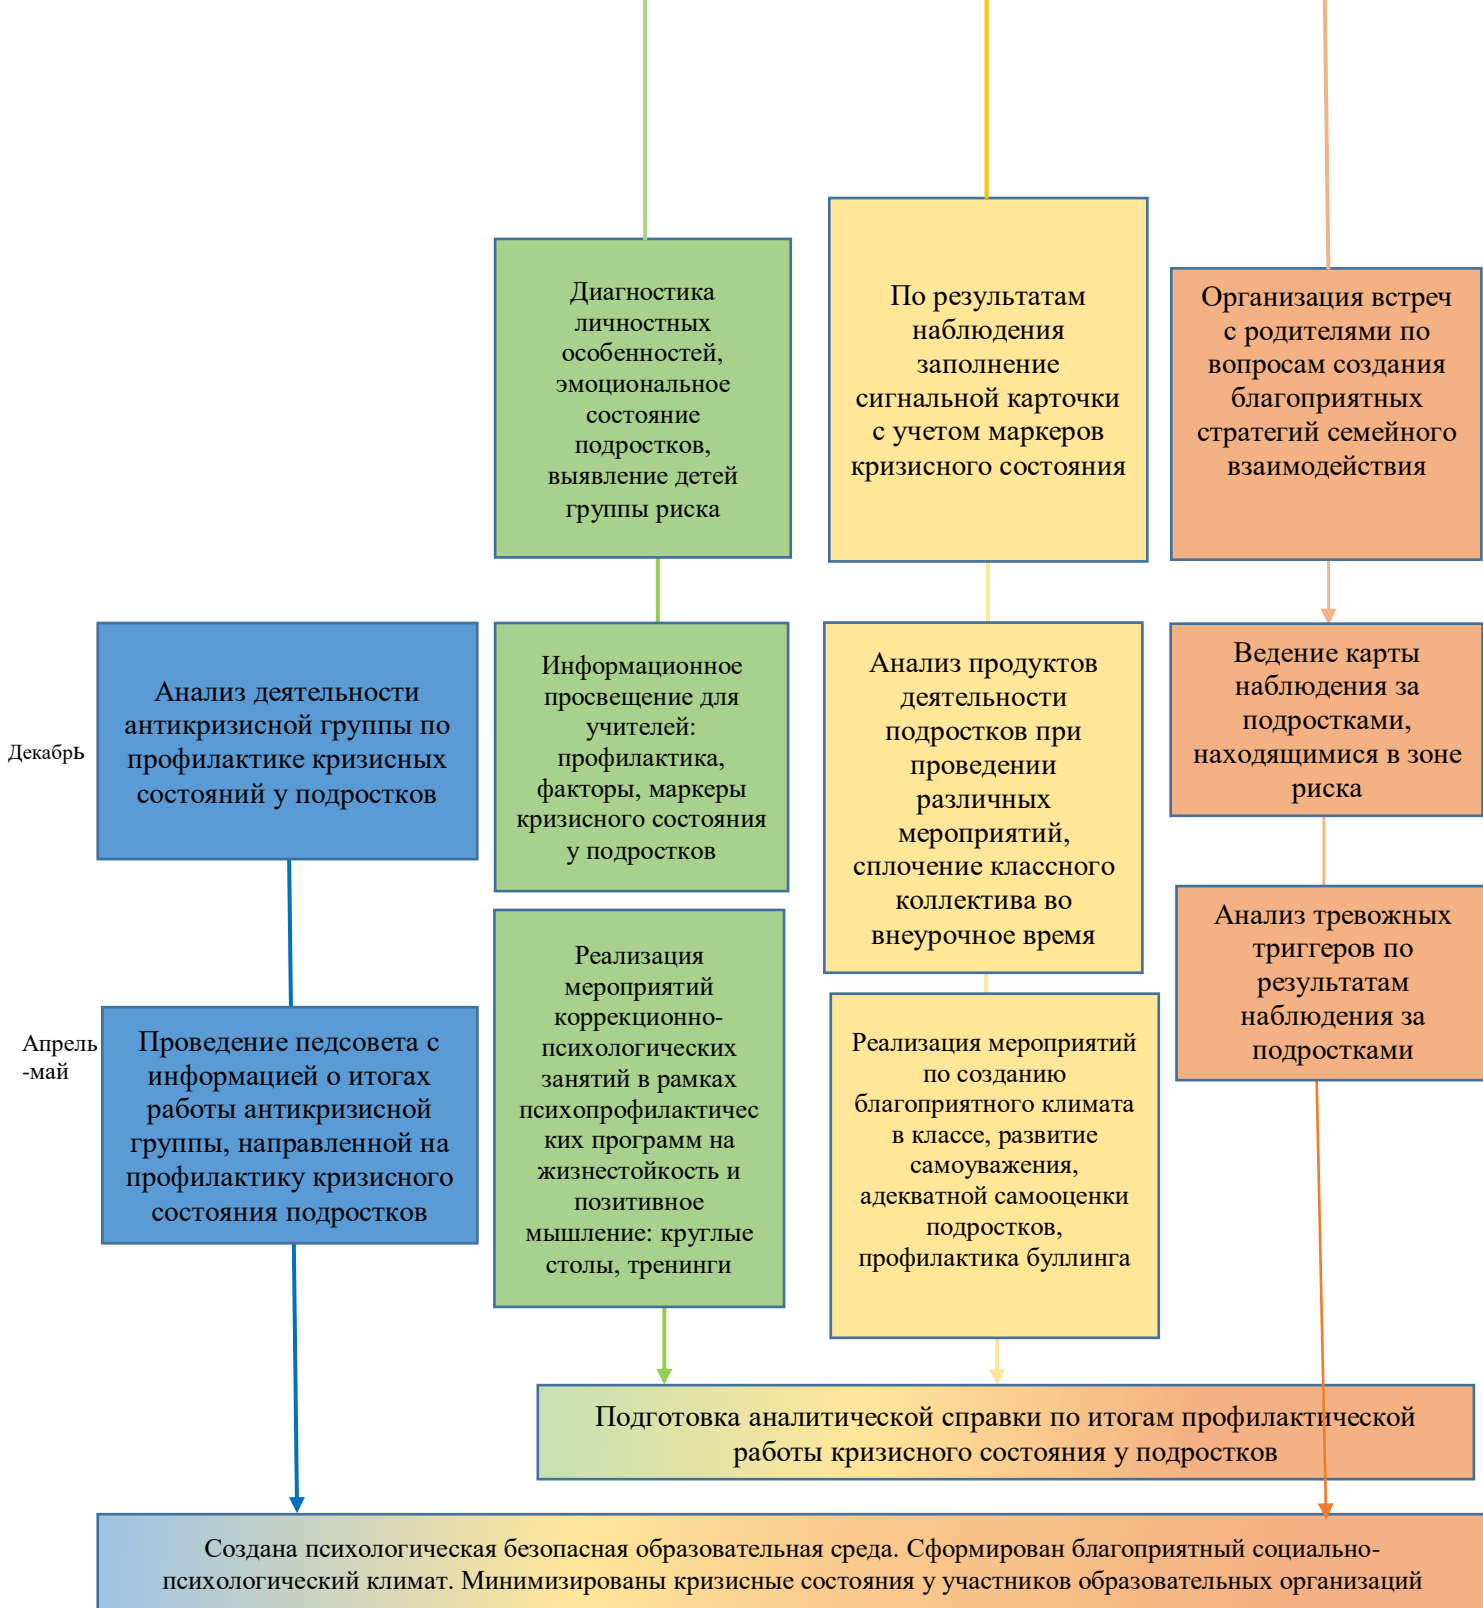 Диагностика
личностных
особенностей,
эмоциональное
состояние
подростков,
выявление детей
группы риска
По результатам
наблюдения
заполнение
сигнальной карточки
с учетом маркеров
кризисного состояния
Организация встреч
с родителями по
вопросам создания
благоприятных
стратегий семейного
взаимодействия
Декабрь
Анализ деятельности
антикризисной группы по
профилактике кризисных
состояний у подростков
Информационное
просвещение для
учителей:
профилактика,
факторы, маркеры
кризисного состояния
у подростков
Анализ продуктов
деятельности
подростков при
проведении
различных
мероприятий,
сплочение классного
коллектива во
внеурочное время
Ведение карты
наблюдения за
подростками,
находящимися в зоне
риска
Апрель
-май
Проведение педсовета с
информацией о итогах
работы антикризисной
группы, направленной на
профилактику кризисного
состояния подростков
Реализация
мероприятий
коррекционно-
психологических
занятий в рамках
психопрофилактичес
ких программ на
жизнестойкость и
позитивное
мышление: круглые
столы, тренинги
Реализация мероприятий
по созданию
благоприятного климата
в классе, развитие
самоуважения,
адекватной самооценки
подростков,
профилактика буллинга
Анализ тревожных
триггеров по
результатам
наблюдения за
подростками
Подготовка аналитической справки по итогам профилактической
работы кризисного состояния у подростков
Создана психологическая безопасная образовательная среда. Сформирован благоприятный социально-
психологический климат. Минимизированы кризисные состояния у участников образовательных организаций